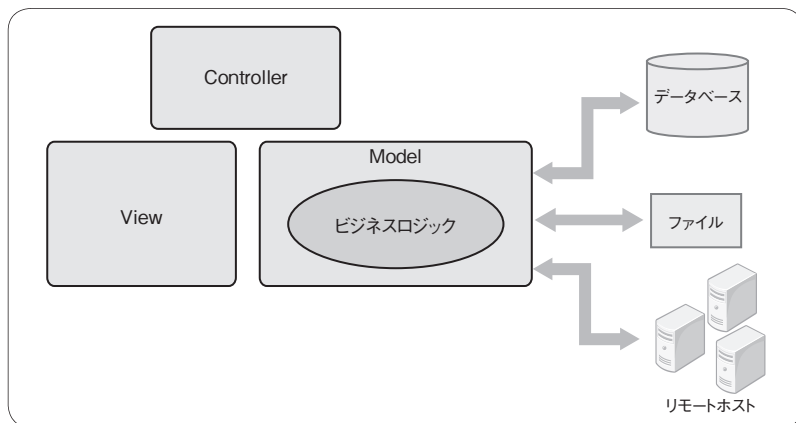 Controller
データベース
Model
View
ビジネスロジック
ファイル
リモートホスト